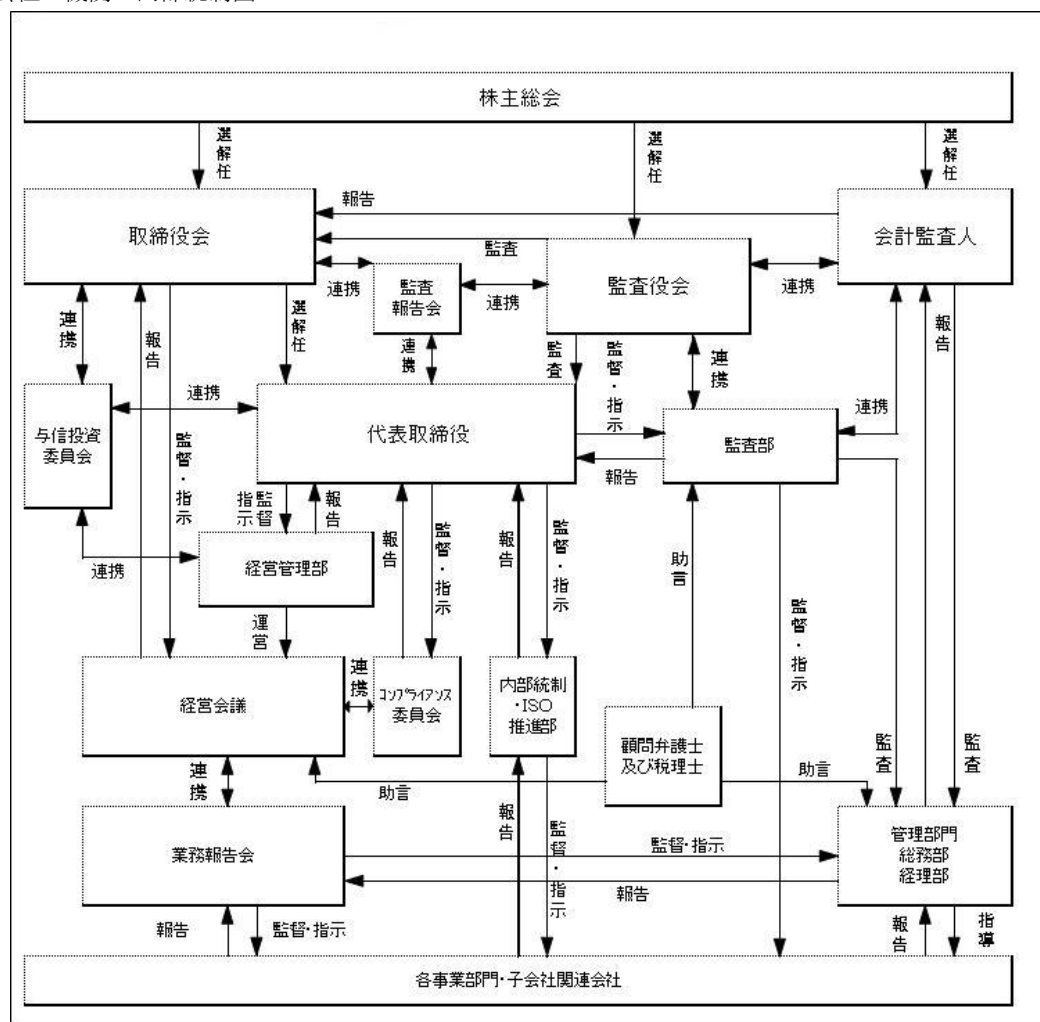 株主総会
選解任
選解任
選解任
取締役会
報告
会計監査人
監査
連携
監査
報告会
連携
監査役会
連携
連携
報告
選解任
連携
監査
監督・指示
連携
報告
与信投資
委員会
連携
代表取締役
連携
監査部
報告
監督・指示
監督
指示
報告
連携
経営管理部
報告
監督・指示
報告
監督・指示
助言
監督・指示
運営
経営会議
連携
コンプライアンス
委員会
内部統制
・ISO
推進部
顧問弁護士
及び税理士
監査
監査
連携
助言
助言
報告
監督・指示
業務報告会
監督・指示
報告
管理部門
総務部
経理部
報告
監督・指示
報告
指導
各事業部門・子会社関連会社